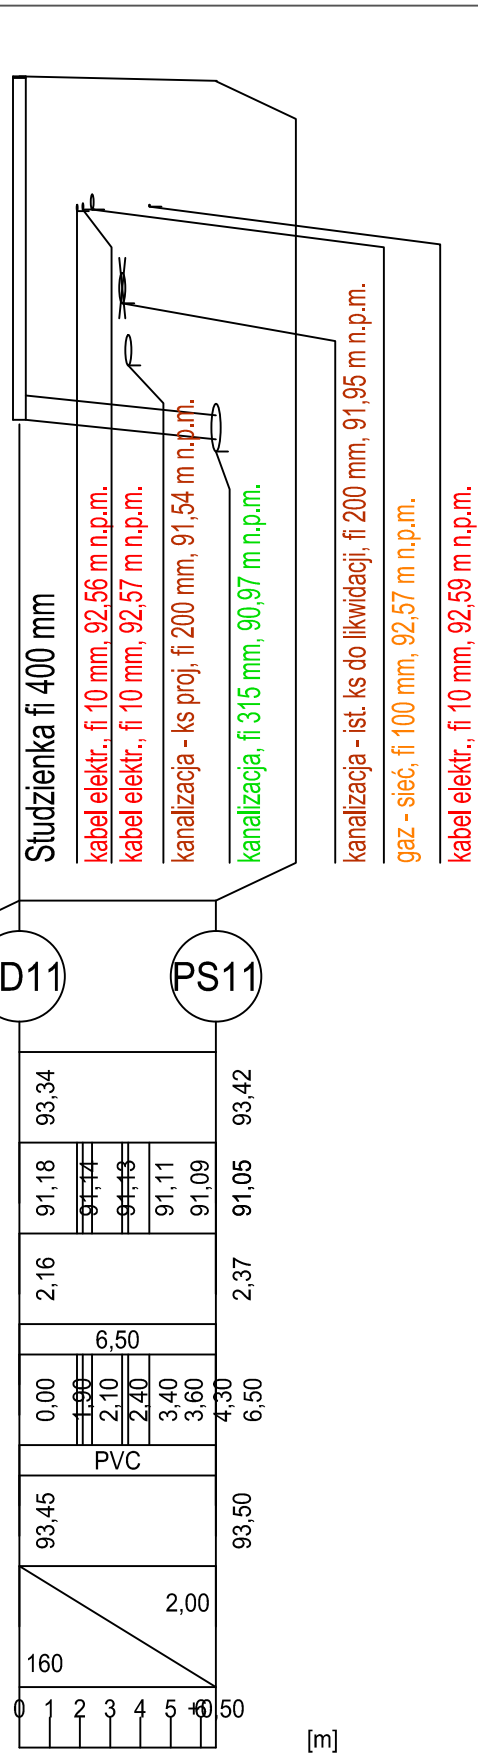 Studzienka fi 400 mm
kabel elektr., fi 10 mm, 92,56 m n.p.m.
kabel elektr., fi 10 mm, 92,57 m n.p.m.
kanalizacja - ks proj, fi 200 mm, 91,54 m n.p.m.
kanalizacja, fi 315 mm, 90,97 m n.p.m.
kanalizacja - ist. ks do likwidacji, fi 200 mm, 91,95 m n.p.m.
gaz - sieć, fi 100 mm, 92,57 m n.p.m.
kabel elektr., fi 10 mm, 92,59 m n.p.m.
D11 PS11
93,34 93,42
91,18 91,14 91,13 91,11 91,09 91,05
2,16 2,37
6,50
0,00 1,90 2,10 2,40 3,40 3,60 4,30 6,50
PVC
93,45 93,50
2,00
160
0 1 2 3 4 5 6 +0,50
[m]